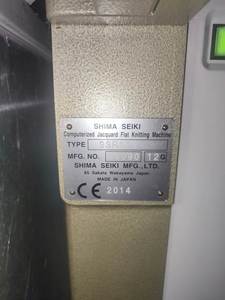 SHIMA SEIKI
Computerized Jacquard Flat Knitting Machine
TYPE
MFG. NO. 12G
SHIMA SEIKI MFG., LTD.
85 Sakata Wakayama Japan
MADE IN JAPAN
CE 2014